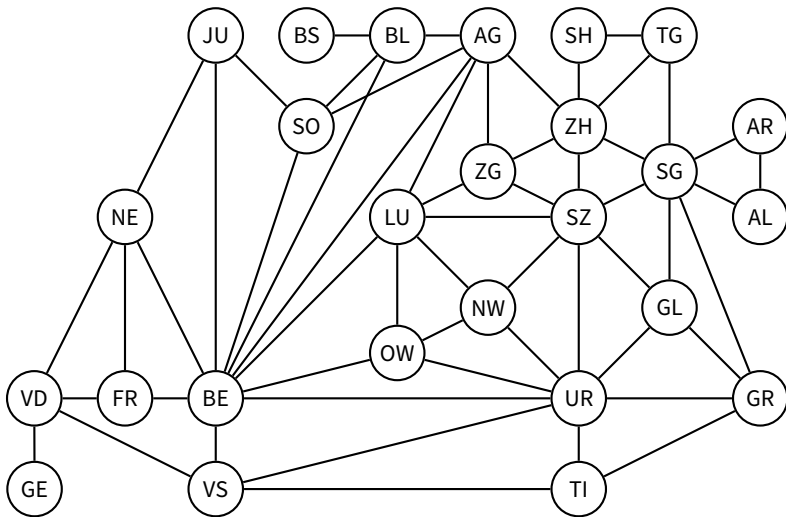 JU BS BL AG SH TG
SO ZH AR
ZG SG
NE LU SZ AL
NW GL
OW
VD FR BE UR GR
GE VS TI